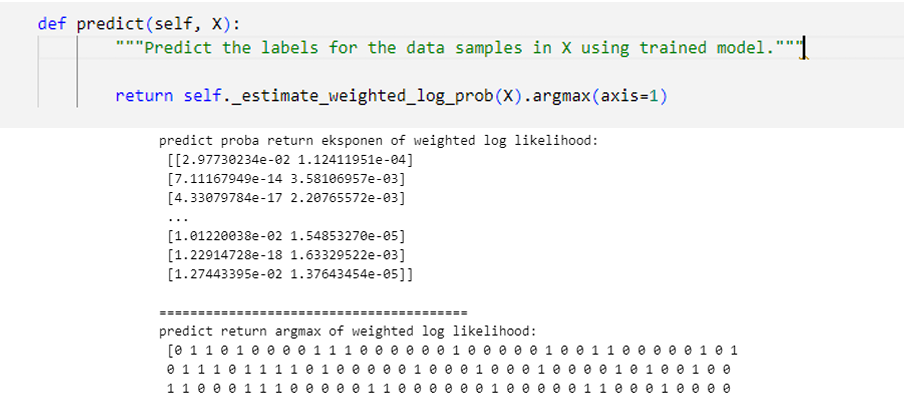 def predict(self, X):
"""Predict the labels for the data samples in X using trained model."""
return self._estimate_weighted_log_prob(X).argmax(axis=1)
predict proba return eksponen of weighted log likelihood:
[[2.97730234e-02 1.12411951e-04]
[7.11167949e-14 3.58106957e-03]
[4.33079784e-17 2.20765572e-03]
...
[1.01220038e-02 1.54853270e-05]
[1.22914728e-18 1.63329522e-03]
[1.27443395e-02 1.37643454e-05]]
========================================
predict return argmax of weighted log likelihood:
[0 1 1 0 1 0 0 0 0 1 1 1 0 0 0 0 0 0 1 0 0 0 0 0 1 0 0 1 1 0 0 0 0 0 1 0 1
0 1 1 1 0 1 1 1 1 0 1 0 0 0 0 0 1 0 0 0 1 0 0 0 1 0 0 0 0 1 0 1 0 0 1 0 0
1 1 0 0 0 1 1 1 0 0 0 0 0 1 1 0 0 0 0 0 0 1 0 0 0 0 0 1 1 0 0 0 1 0 0 0 0